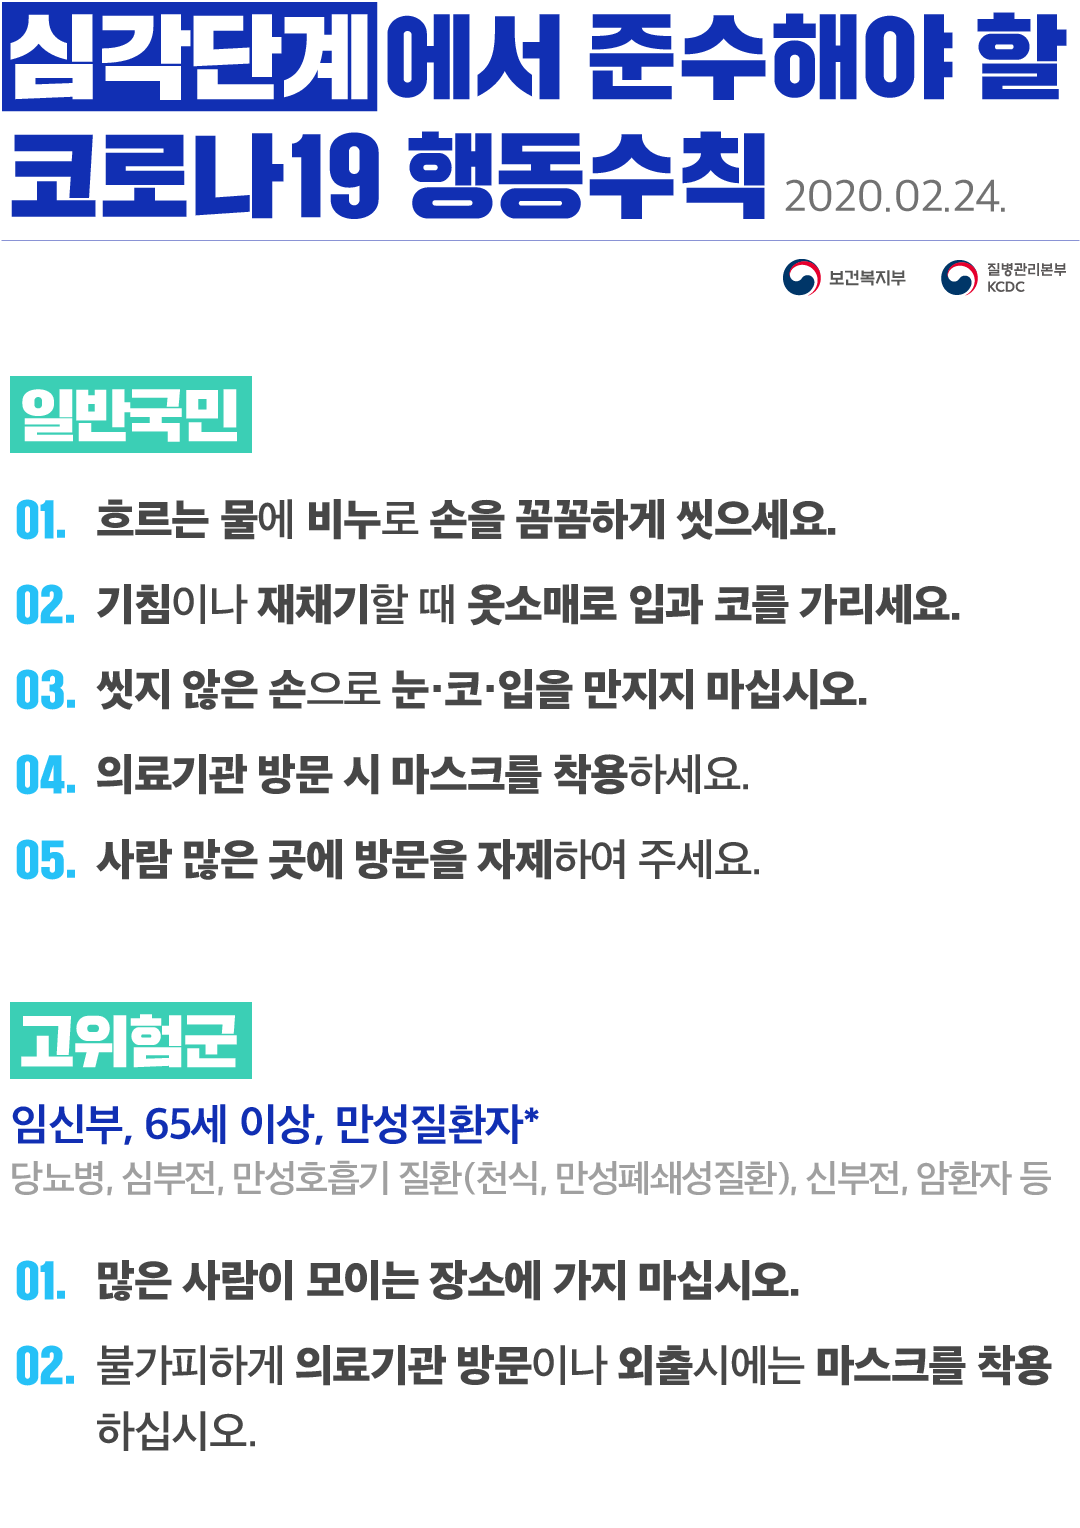 심각단계에서 준수해야 할
코로나19 행동수칙 2020.02.24.
보건복지부
질병관리본부
KCDC
일반국민
01. 흐르는 물에 비누로 손을 꼼꼼하게 씻으세요.
02. 기침이나 재채기할 때 옷소매로 입과 코를 가리세요.
03. 씻지 않은 손으로 눈·코·입을 만지지 마십시오.
04. 의료기관 방문 시 마스크를 착용하세요.
05. 사람 많은 곳에 방문을 자제하여 주세요.
고위험군
임신부, 65세 이상, 만성질환자*
당뇨병, 심부전, 만성호흡기 질환(천식, 만성폐쇄성질환), 신부전, 암환자 등
01. 많은 사람이 모이는 장소에 가지 마십시오.
02. 불가피하게 의료기관 방문이나 외출시에는 마스크를 착용
하십시오.